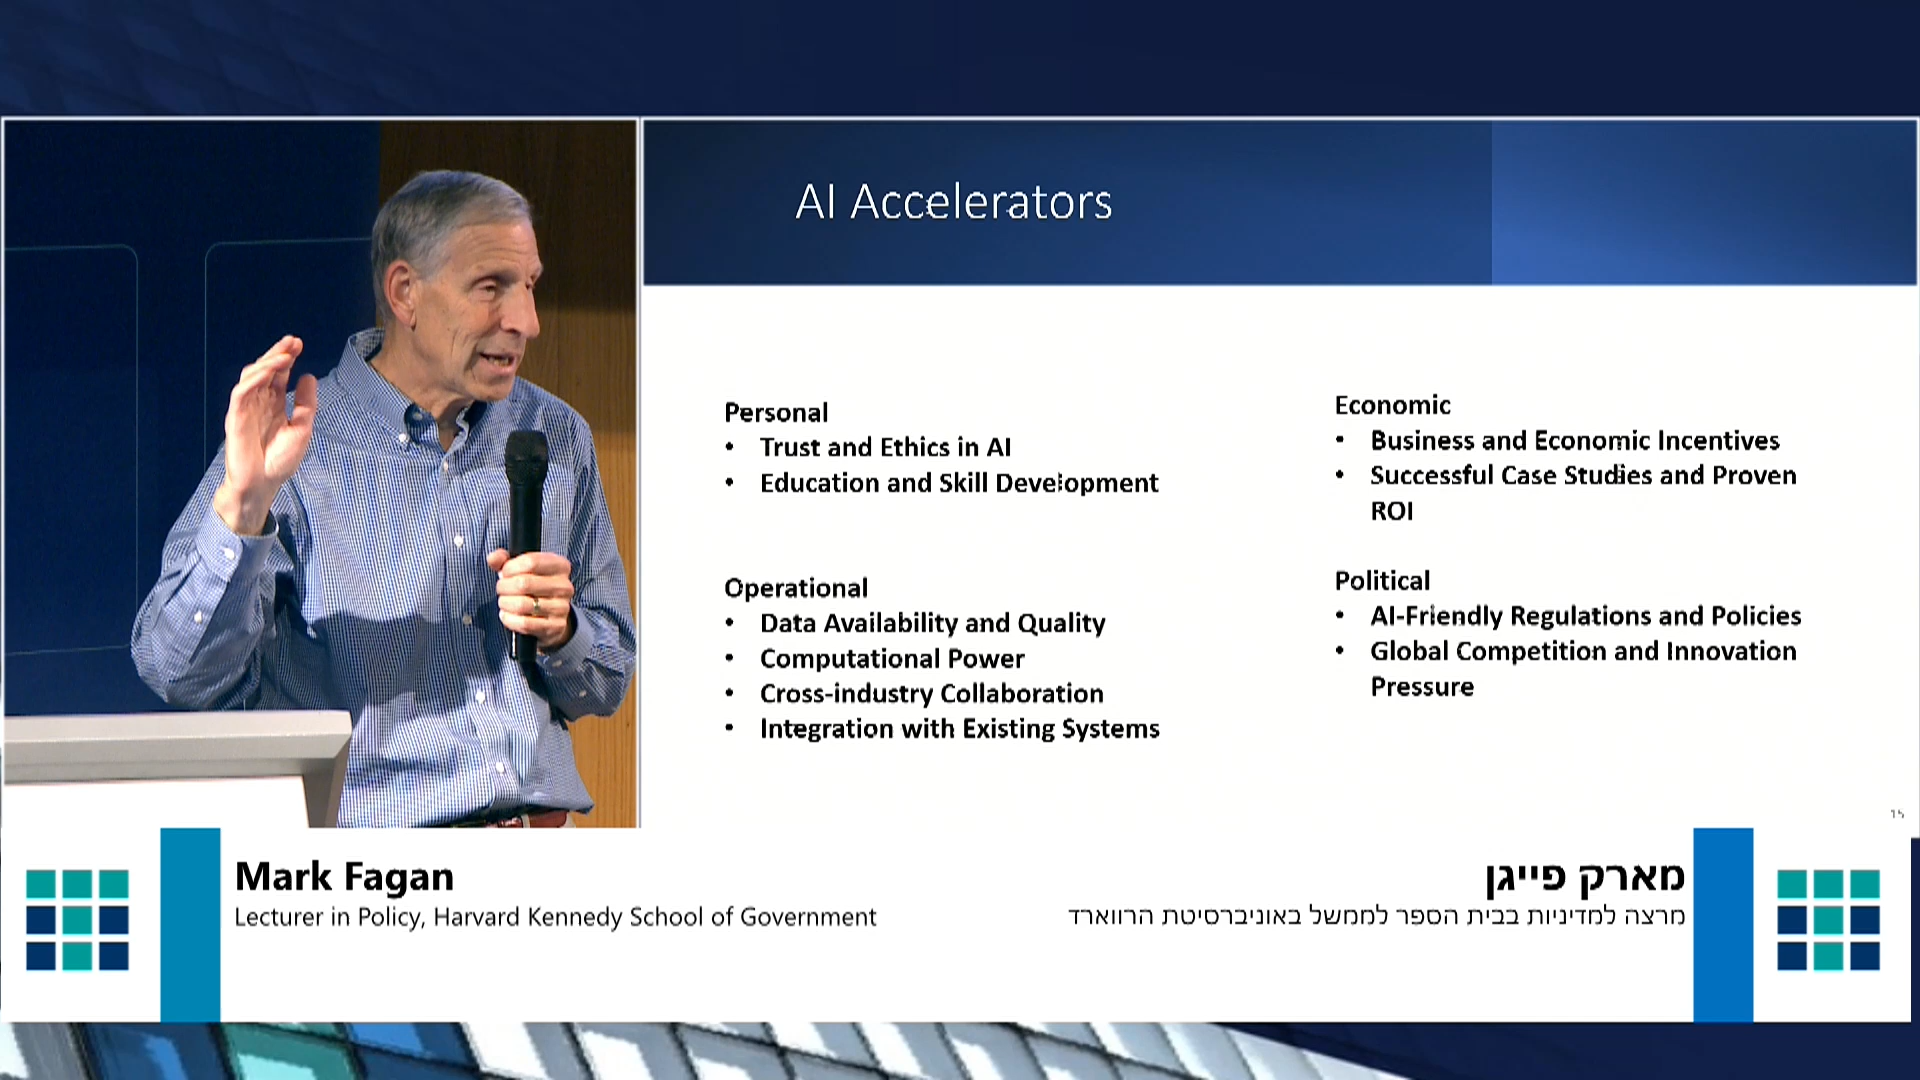 AI Accelerators
Personal
• Trust and Ethics in AI
• Education and Skill Development
Operational
• Data Availability and Quality
• Computational Power
• Cross-industry Collaboration
• Integration with Existing Systems
Economic
• Business and Economic Incentives
• Successful Case Studies and Proven
ROI
Political
• AI-Friendly Regulations and Policies
• Global Competition and Innovation
Pressure
15
Mark Fagan
Lecturer in Policy, Harvard Kennedy School of Government
מארק פייגן
מרצה למדיניות בבית הספר לממשל באוניברסיטת הרווארד